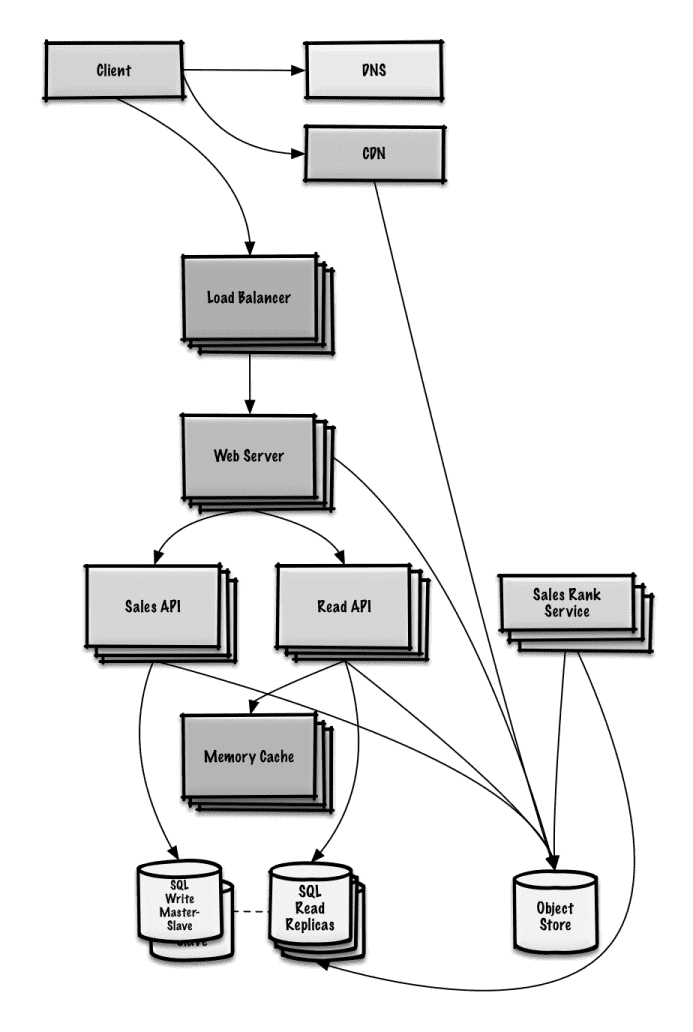 Client
DNS
CDN
Load Balancer
Web Server
Sales API
Read API
Sales Rank
Service
Memory Cache
SQL
Write
Master-
Slave
Slave
SQL
Read
Replicas
Object
Store